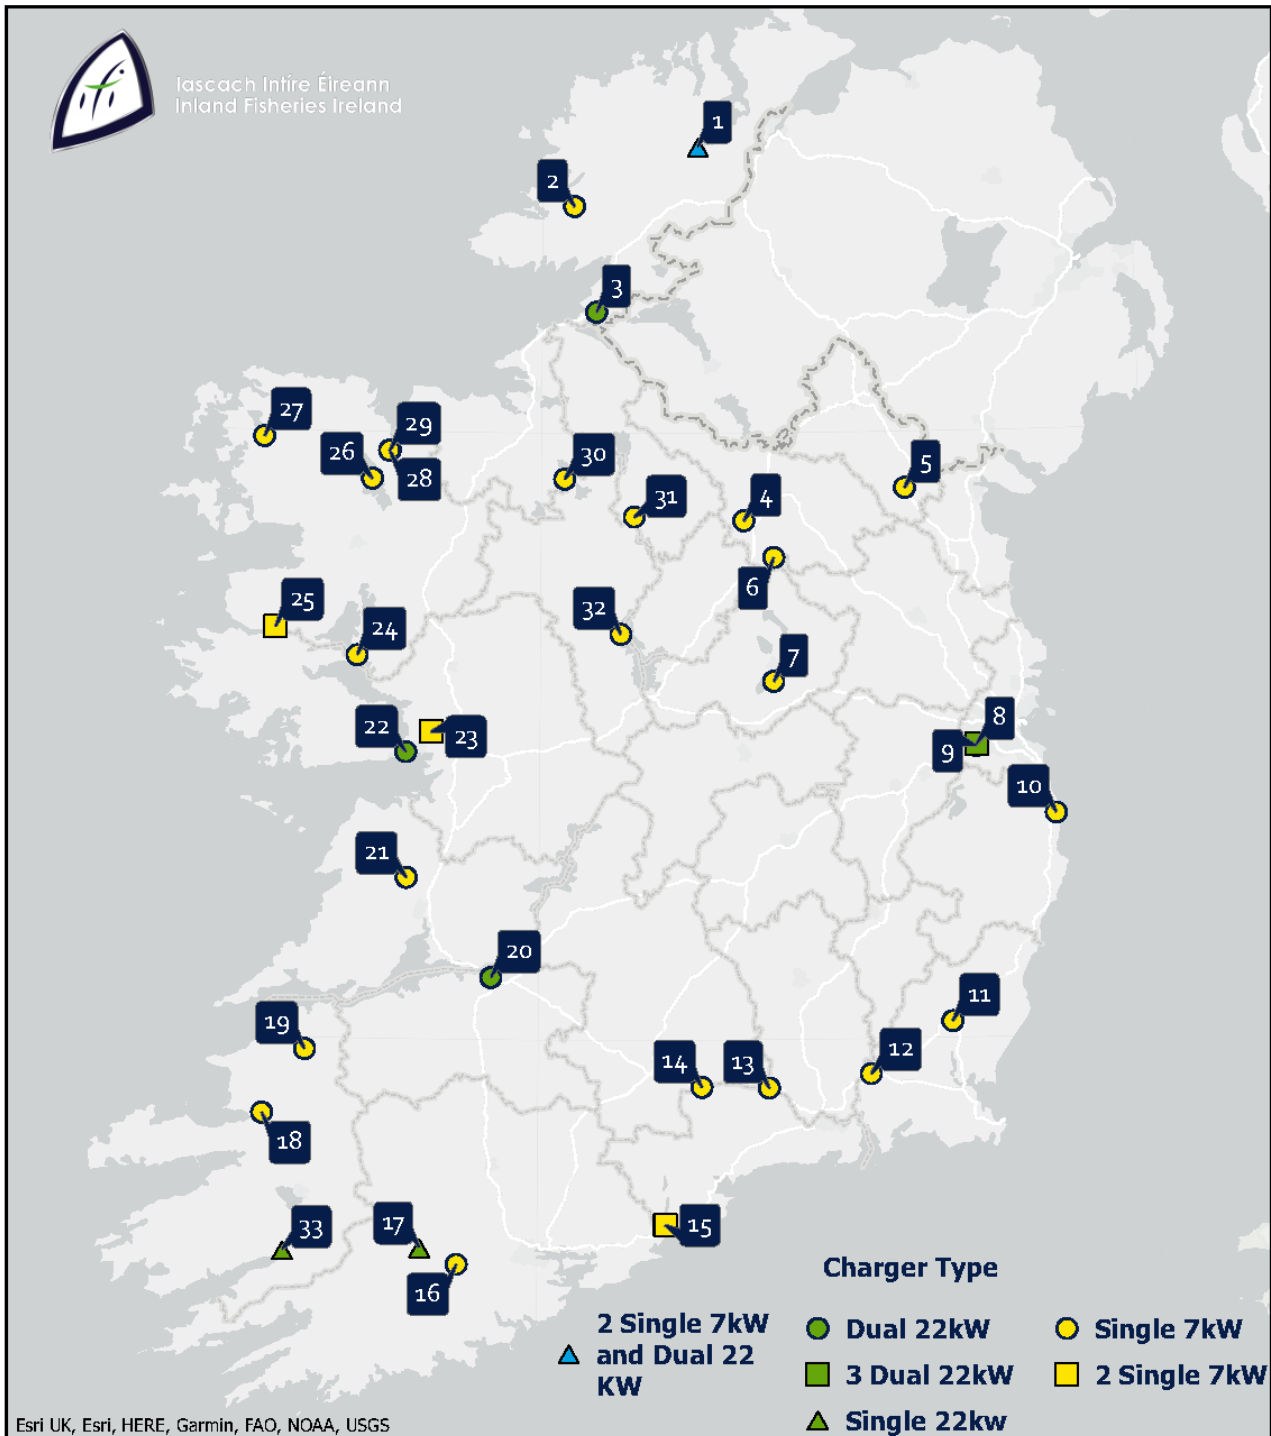 Iascach Intíre Éireann
Inland Fisheries Ireland
1
2
3
27
29
26
28
30
31
4
5
6
25
24
32
7
22
23
8
9
10
21
20
19
11
14
13
12
18
33
17
16
15
Charger Type
2 Single 7kW
and Dual 22
KW
Dual 22kW
Single 7kW
3 Dual 22kW
2 Single 7kW
Single 22kw
Esri UK, Esri, HERE, Garmin, FAO, NOAA, USGS